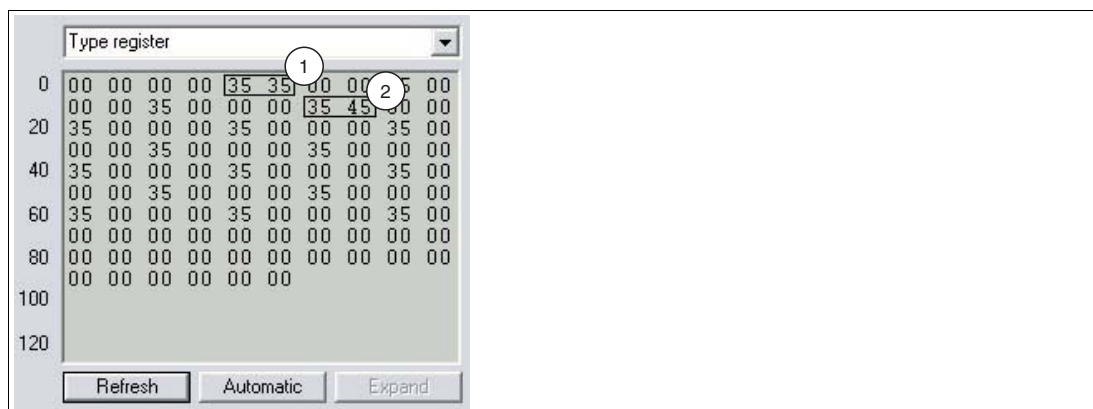 Type register
1
0 00 00 00 00 35 35 00 00 00
2
00 00 35 00 00 00 35 45 00
20 35 00 00 00 35 00 00 00 35 00
00 00 35 00 00 00 35 00 00 00
40 35 00 00 00 35 00 00 00 35 00
00 00 35 00 00 00 35 00 00 00
60 35 00 00 00 35 00 00 00 35 00
00 00 00 00 00 00 00 00 00 00
80 00 00 00 00 00 00 00 00 00 00
00 00 00 00 00 00
100
120
Refresh Automatic Expand